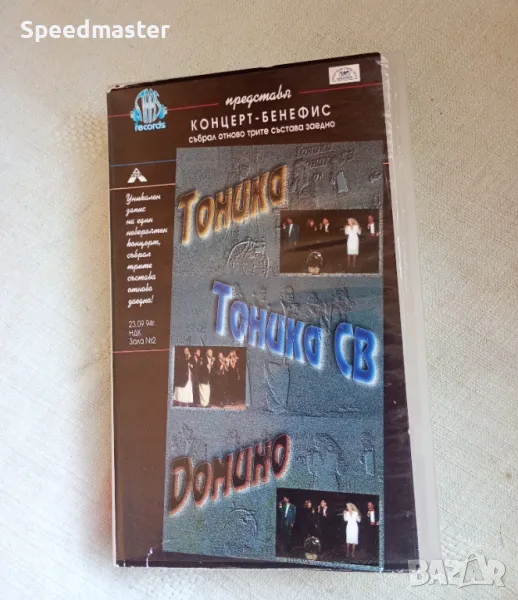 Speedmaster
records
представя
КОНЦЕРТ-БЕНЕФИС
събрал отново трите състава заедно
Уникален
запис
на един
невероятен
концерт,
събрал
трите
състава
отново
заедно!
23.09.94г.
НДК
Зала №2
Тоника
Тоника СВ
Домино
BAZAR